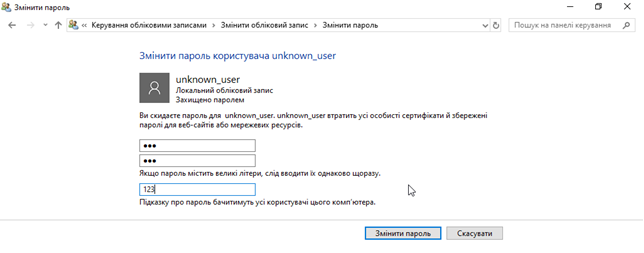 Змінити пароль
« Керування обліковими записами › Змінити обліковий запис › Змінити пароль
Пошук на панелі керування
Змінити пароль користувача unknown_user
unknown_user
Локальний обліковий запис
Захищено паролем
Ви скидаєте пароль для unknown_user. unknown_user втратить усі особисті сертифікати й збережені
паролі для веб-сайтів або мережевих ресурсів.
●●●
●●●
Якщо пароль містить великі літери, слід вводити їх однаково щоразу.
123
Підказку про пароль бачитимуть усі користувачі цього комп'ютера.
Змінити пароль
Скасувати